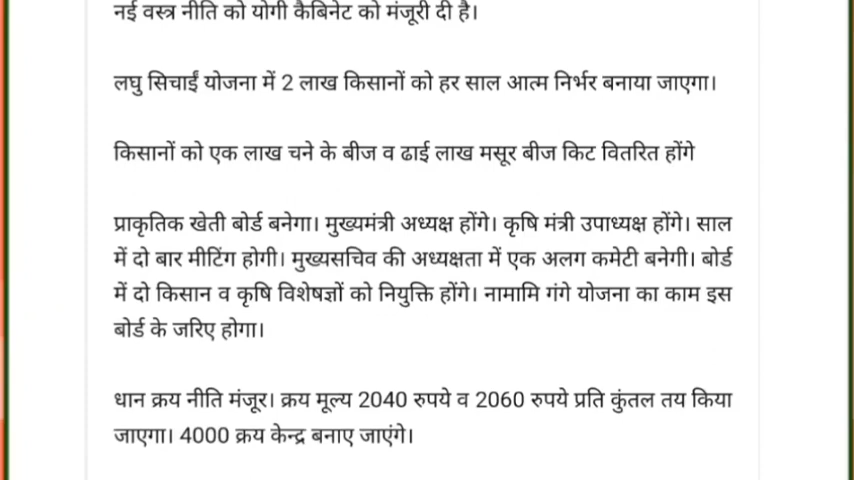 नई वस्त्र नीति को योगी कैबिनेट को मंजूरी दी है।
लघु सिचाईं योजना में 2 लाख किसानों को हर साल आत्म निर्भर बनाया जाएगा।
किसानों को एक लाख चने के बीज व ढाई लाख मसूर बीज किट वितरित होंगे
प्राकृतिक खेती बोर्ड बनेगा। मुख्यमंत्री अध्यक्ष होंगे। कृषि मंत्री उपाध्यक्ष होंगे। साल
में दो बार मीटिंग होगी। मुख्यसचिव की अध्यक्षता में एक अलग कमेटी बनेगी। बोर्ड
में दो किसान व कृषि विशेषज्ञों को नियुक्ति होंगे। नामामि गंगे योजना का काम इस
बोर्ड के जरिए होगा।
धान क्रय नीति मंजूर। क्रय मूल्य 2040 रुपये व 2060 रुपये प्रति कुंतल तय किया
जाएगा। 4000 क्रय केन्द्र बनाए जाएंगे।